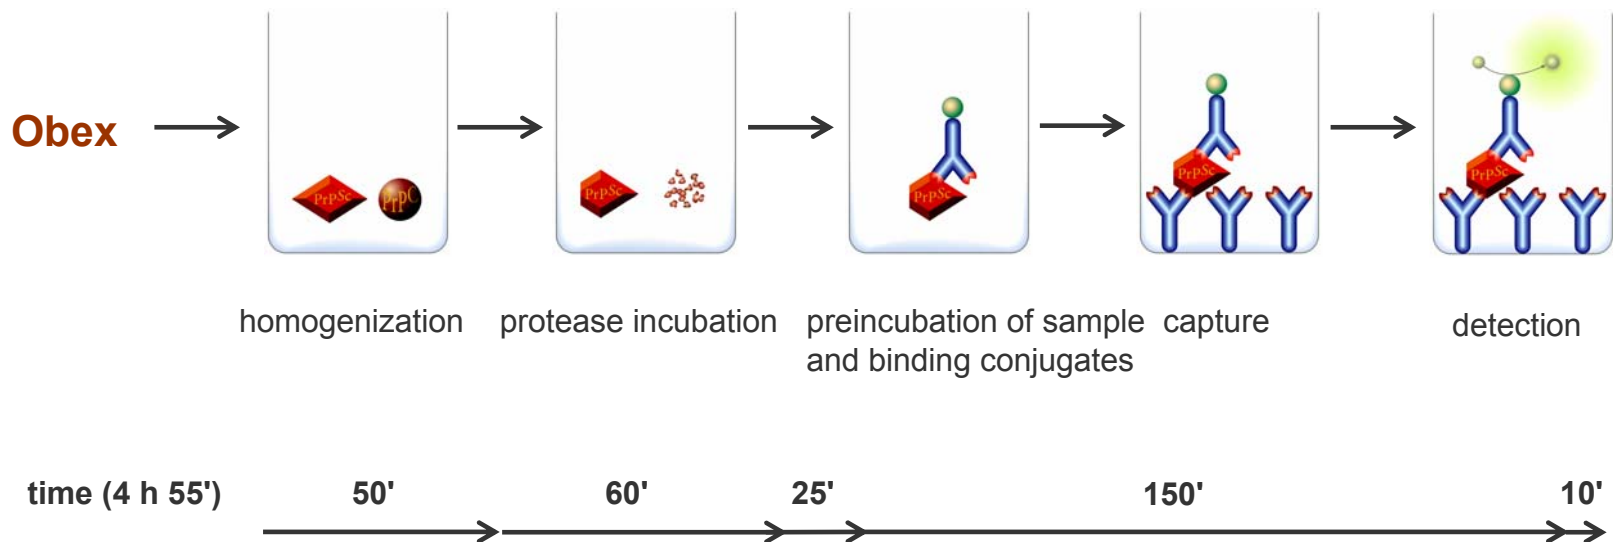 Obex
PrPSc
PrPC
PrPSc
PrPSc
PrPSc
PrPSc
homogenization
protease incubation
preincubation of sample
and binding conjugates
capture
detection
time (4 h 55')
50'
60'
25'
150'
10'